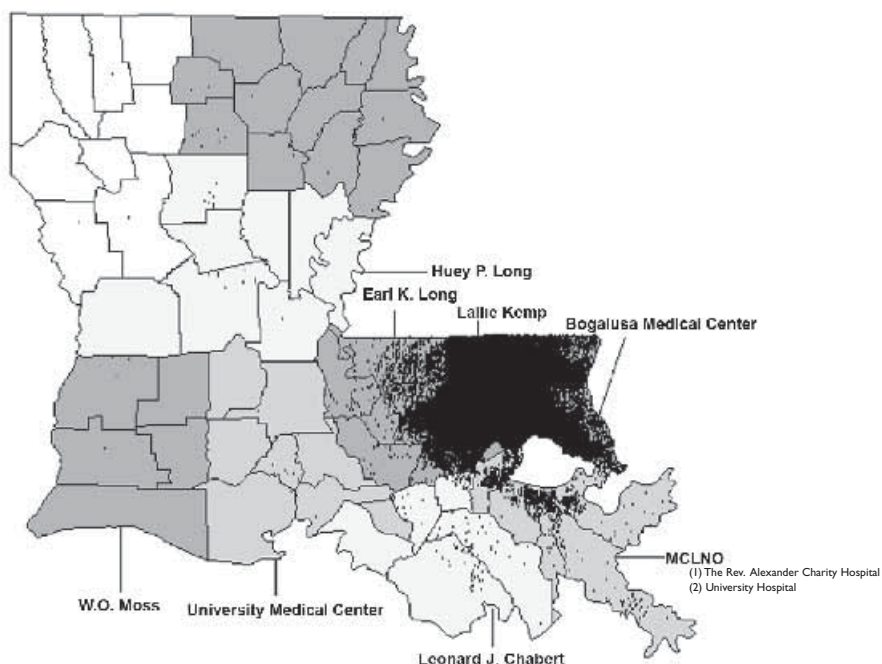 Huey P. Long
Earl K. Long
Lallie Kemp
Bogalusa Medical Center
MCLNO
(1) The Rev. Alexander Charity Hospital
(2) University Hospital
W.O. Moss
University Medical Center
Leonard J. Chabert